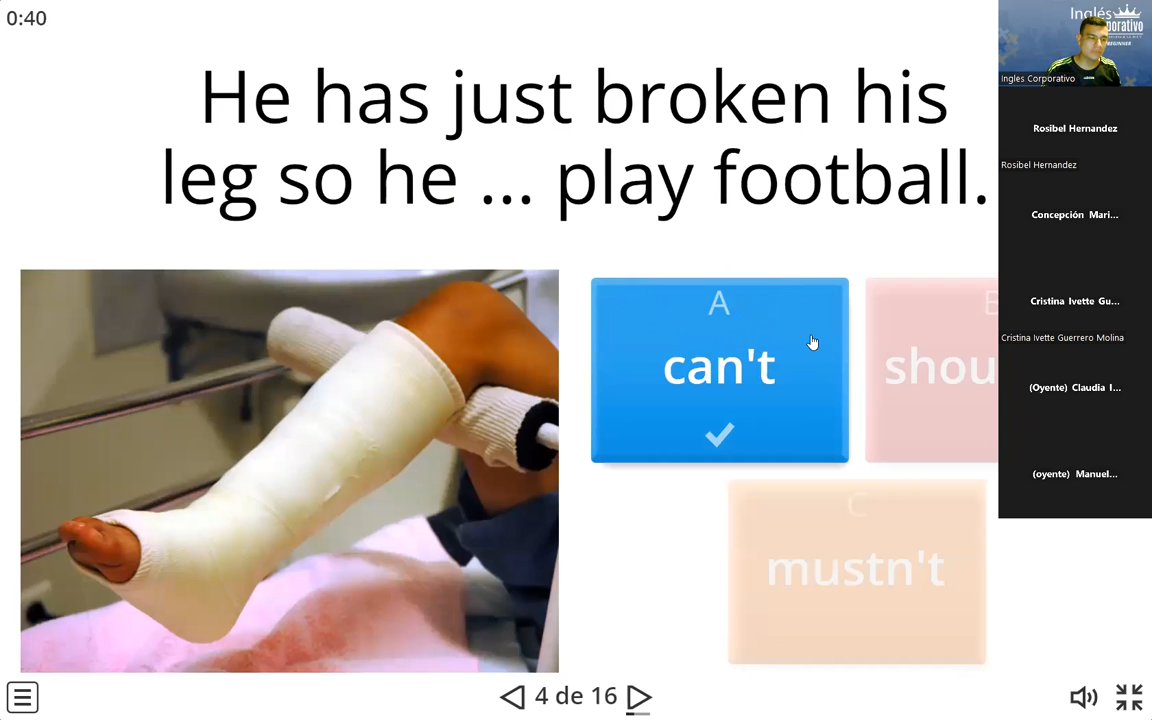 0:40
He has just broken his
leg so he ... play football.
A
can't
B
shou
C
mustn't
4 de 16
Inglés
porativo
BEGINNER
Ingles Corporativo
Rosibel Hernandez
Rosibel Hernandez
Concepción Mari...
Cristina Ivette Gu...
Cristina Ivette Guerrero Molina
(Oyente) Claudia I...
(oyente) Manuel...